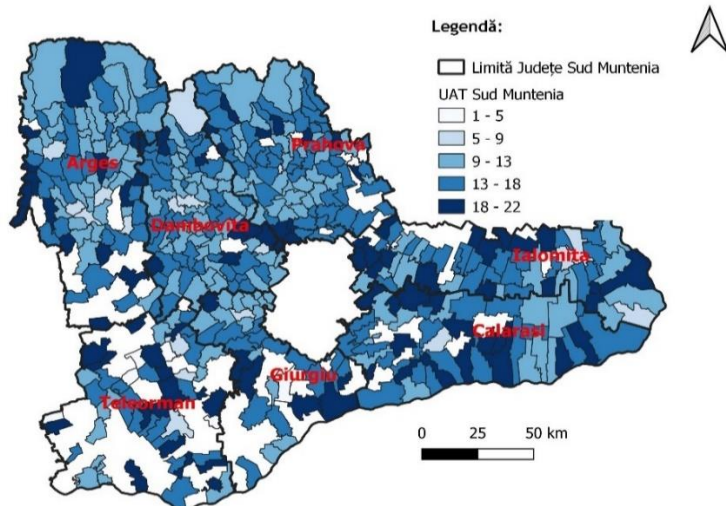 Legendă:
Limită Județe Sud Muntenia
UAT Sud Muntenia
1 - 5
5 - 9
9 - 13
13 - 18
18 - 22
Prahova
Arges
Dambovita
Ialomita
Calarasi
Giurgiu
Teleorman
0 25 50 km